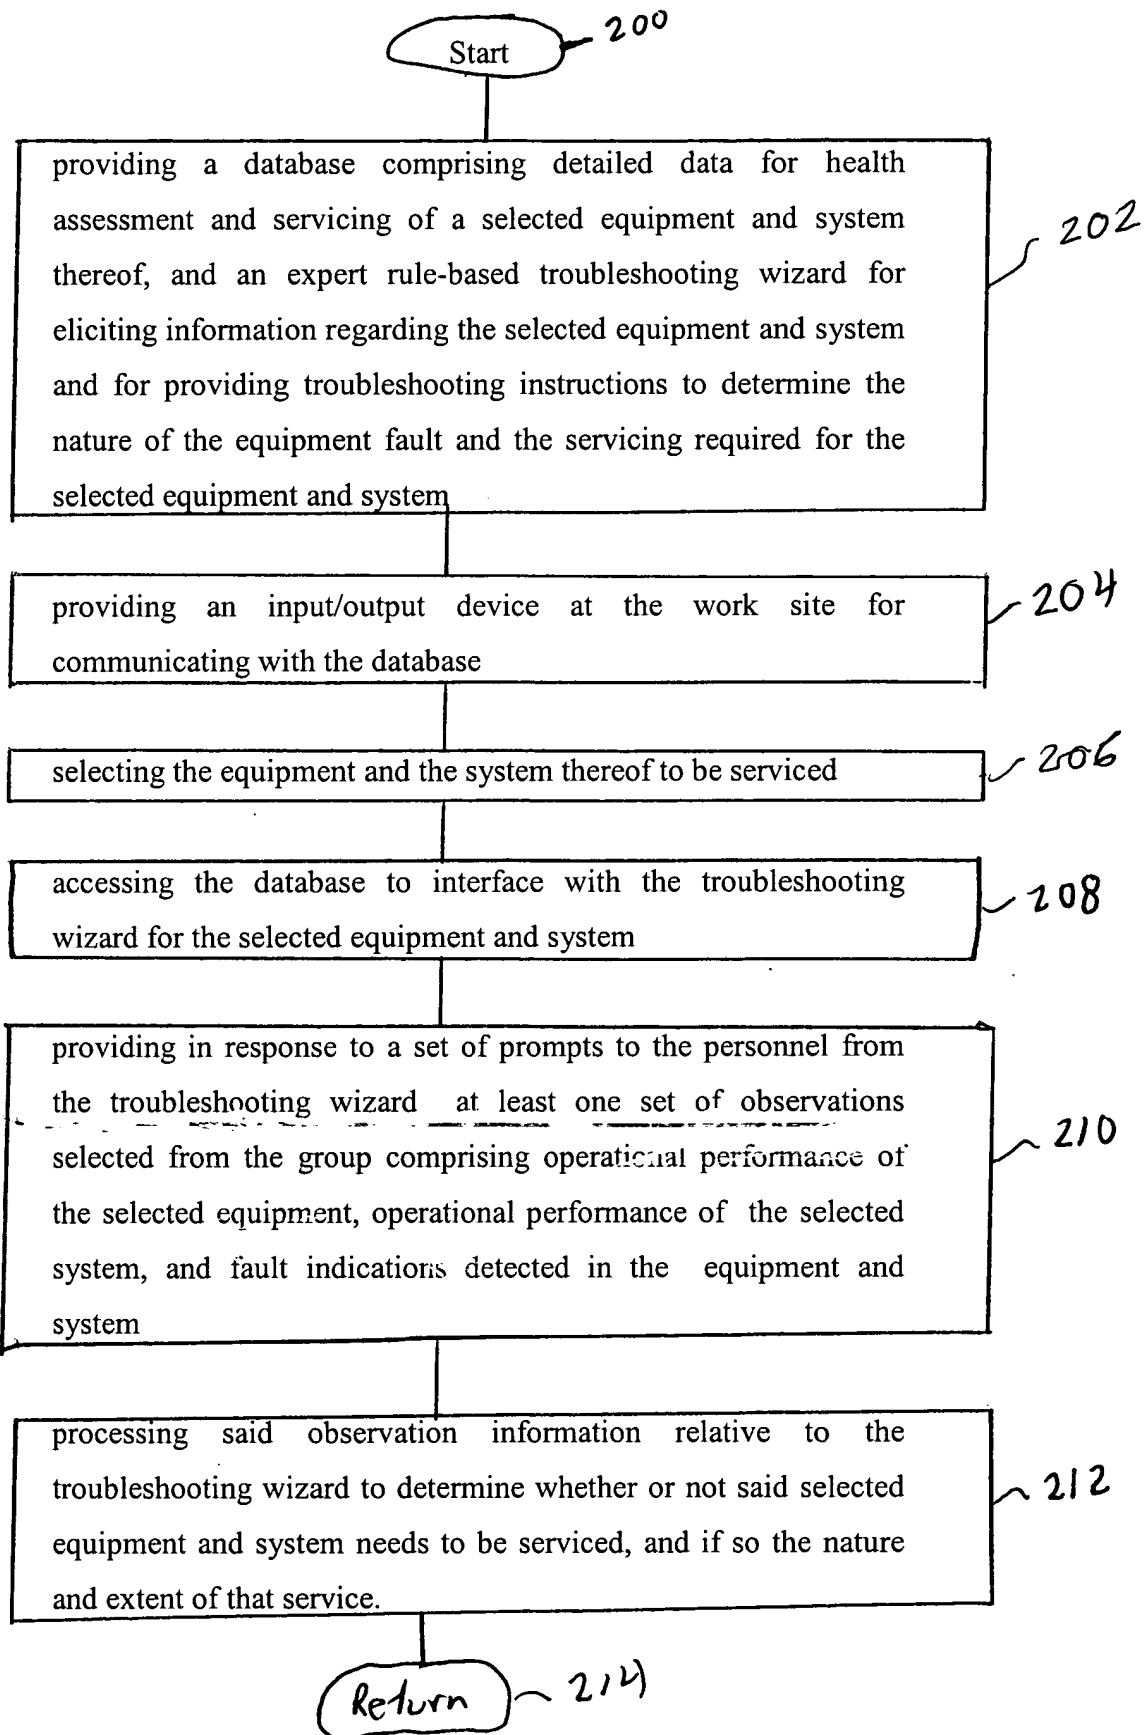 Start
200
providing a database comprising detailed data for health
assessment and servicing of a selected equipment and system
thereof, and an expert rule-based troubleshooting wizard for
eliciting information regarding the selected equipment and system
and for providing troubleshooting instructions to determine the
nature of the equipment fault and the servicing required for the
selected equipment and system
202
providing an input/output device at the work site for
communicating with the database
204
selecting the equipment and the system thereof to be serviced
206
accessing the database to interface with the troubleshooting
wizard for the selected equipment and system
208
providing in response to a set of prompts to the personnel from
the troubleshooting wizard at least one set of observations
selected from the group comprising operational performance of
the selected equipment, operational performance of the selected
system, and fault indications detected in the equipment and
system
210
processing said observation information relative to the
troubleshooting wizard to determine whether or not said selected
equipment and system needs to be serviced, and if so the nature
and extent of that service.
212
Return
214